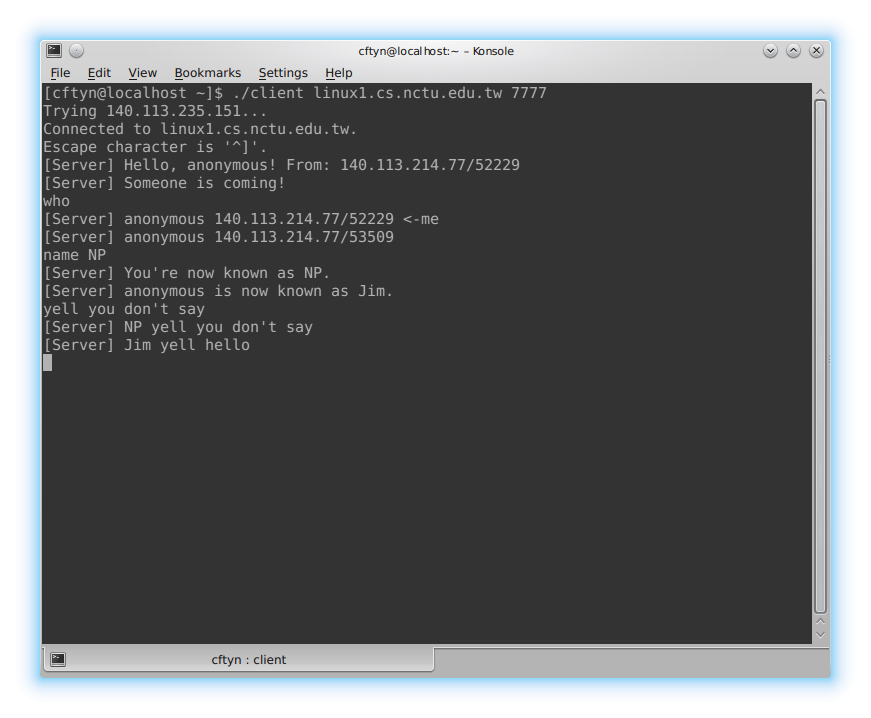 cftyn@localhost:~ – Konsole
File Edit View Bookmarks Settings Help
[cftyn@localhost ~]$ ./client linux1.cs.nctu.edu.tw 7777
Trying 140.113.235.151...
Connected to linux1.cs.nctu.edu.tw.
Escape character is '^]'.
[Server] Hello, anonymous! From: 140.113.214.77/52229
[Server] Someone is coming!
who
[Server] anonymous 140.113.214.77/52229 <-me
[Server] anonymous 140.113.214.77/53509
name NP
[Server] You're now known as NP.
[Server] anonymous is now known as Jim.
yell you don't say
[Server] NP yell you don't say
[Server] Jim yell hello
cftyn : client